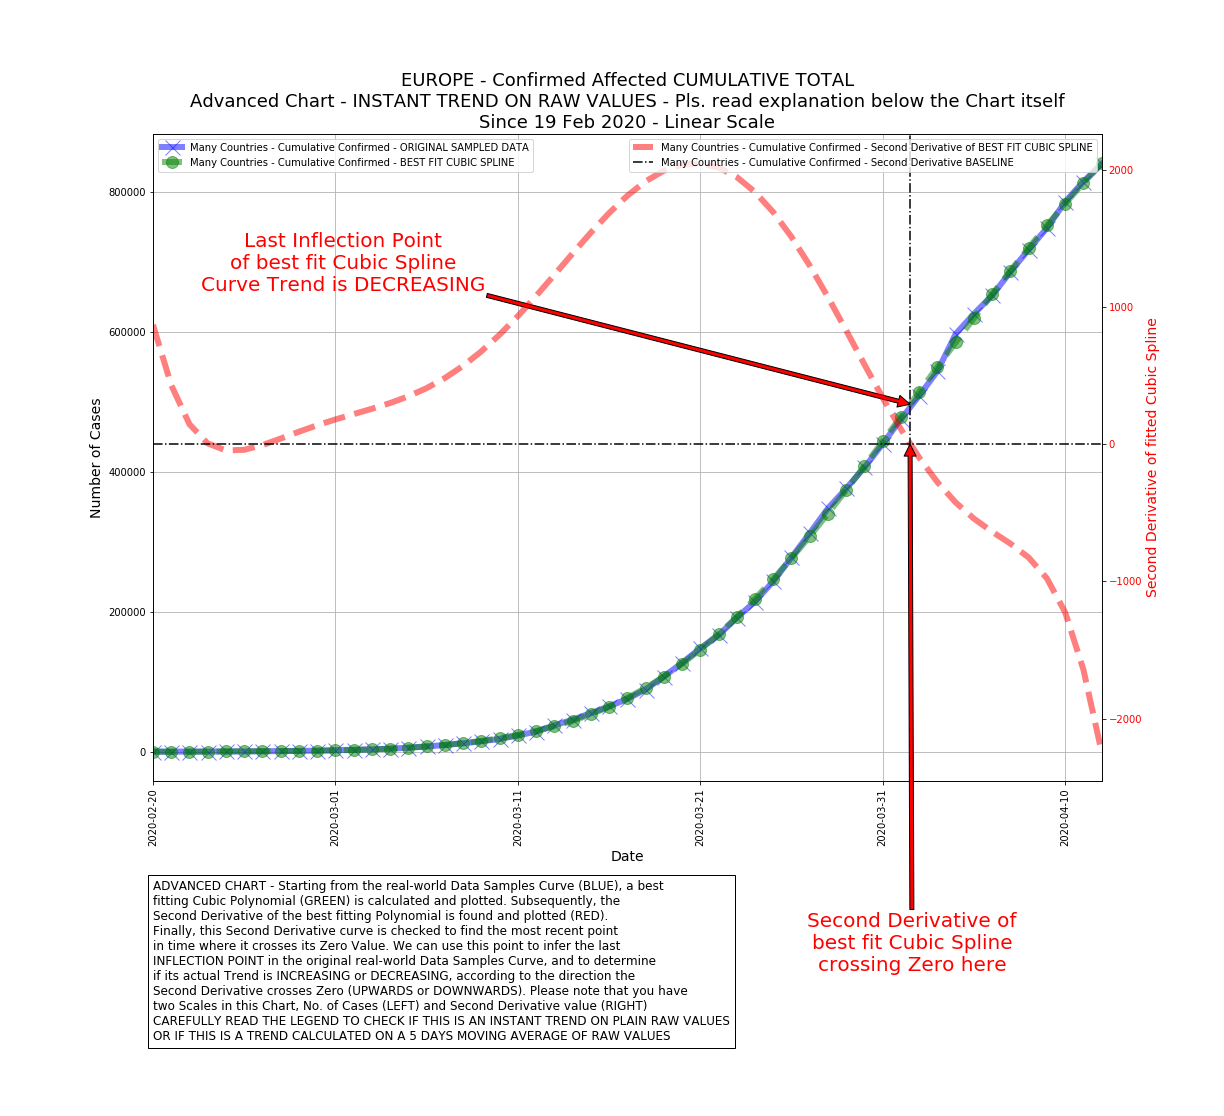 EUROPE - Confirmed Affected CUMULATIVE TOTAL
Advanced Chart - INSTANT TREND ON RAW VALUES - Pls. read explanation below the Chart itself
Since 19 Feb 2020 - Linear Scale
Many Countries - Cumulative Confirmed - ORIGINAL SAMPLED DATA
Many Countries - Cumulative Confirmed - BEST FIT CUBIC SPLINE
Many Countries - Cumulative Confirmed - Second Derivative of BEST FIT CUBIC SPLINE
Many Countries - Cumulative Confirmed - Second Derivative BASELINE
Last Inflection Point
of best fit Cubic Spline
Curve Trend is DECREASING
Number of Cases
800000
600000
400000
200000
0
2000
1000
0
−1000
−2000
Second Derivative of fitted Cubic Spline
2020-02-20
2020-03-01
2020-03-11
2020-03-21
2020-03-31
2020-04-10
Date
ADVANCED CHART - Starting from the real-world Data Samples Curve (BLUE), a best
fitting Cubic Polynomial (GREEN) is calculated and plotted. Subsequently, the
Second Derivative of the best fitting Polynomial is found and plotted (RED).
Finally, this Second Derivative curve is checked to find the most recent point
in time where it crosses its Zero Value. We can use this point to infer the last
INFLECTION POINT in the original real-world Data Samples Curve, and to determine
if its actual Trend is INCREASING or DECREASING, according to the direction the
Second Derivative crosses Zero (UPWARDS or DOWNWARDS). Please note that you have
two Scales in this Chart, No. of Cases (LEFT) and Second Derivative value (RIGHT)
CAREFULLY READ THE LEGEND TO CHECK IF THIS IS AN INSTANT TREND ON PLAIN RAW VALUES
OR IF THIS IS A TREND CALCULATED ON A 5 DAYS MOVING AVERAGE OF RAW VALUES
Second Derivative of
best fit Cubic Spline
crossing Zero here